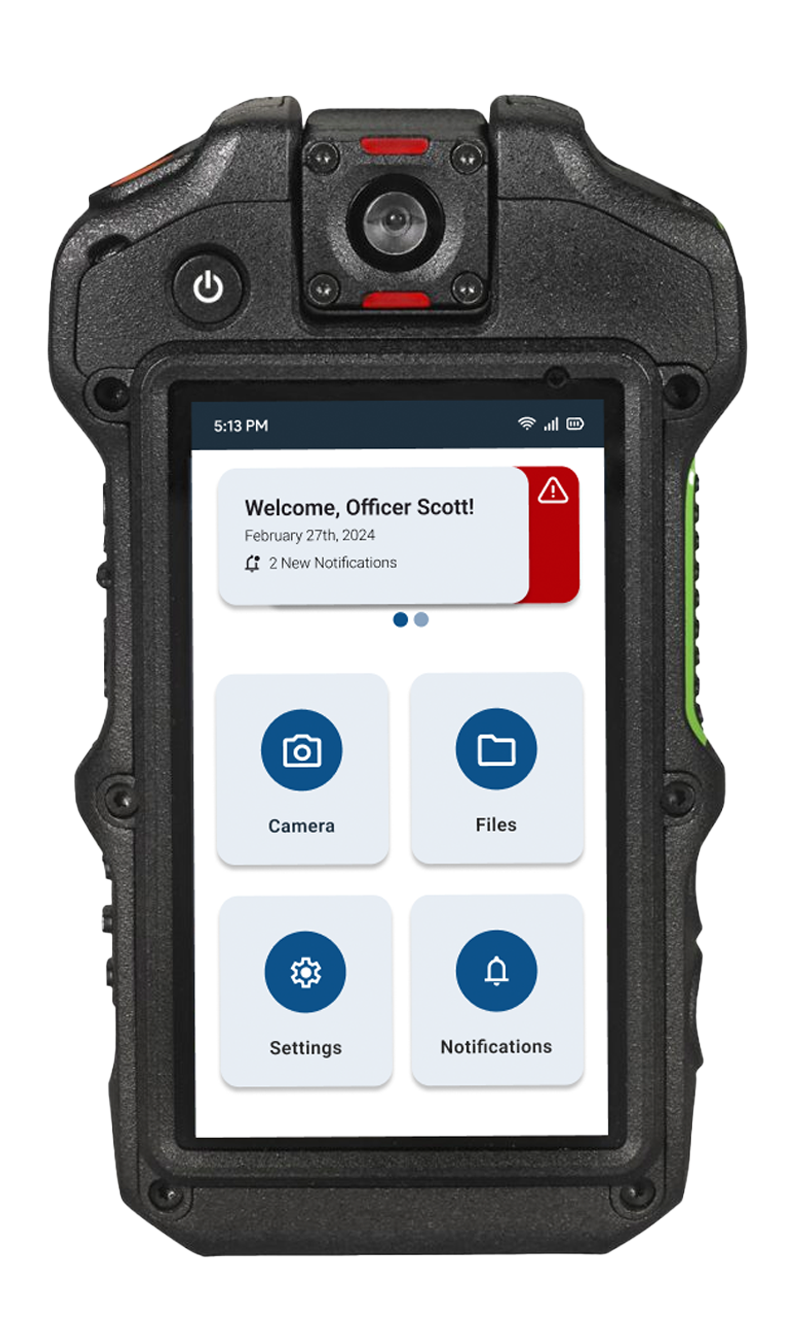 5:13 PM
Welcome, Officer Scott!
February 27th, 2024
2 New Notifications
Camera
Files
Settings
Notifications